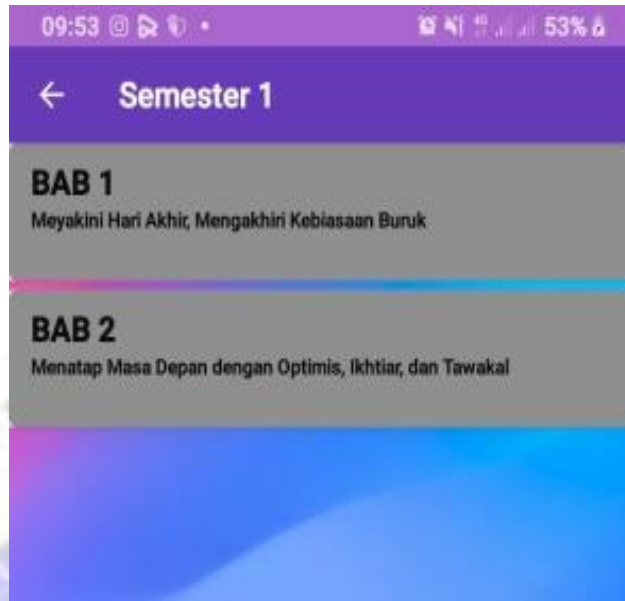 09:53 53%
Semester 1
BAB 1
Meyakini Hari Akhir, Mengakhiri Kebiasaan Buruk
BAB 2
Menatap Masa Depan dengan Optimis, Ikhtiar, dan Tawakal